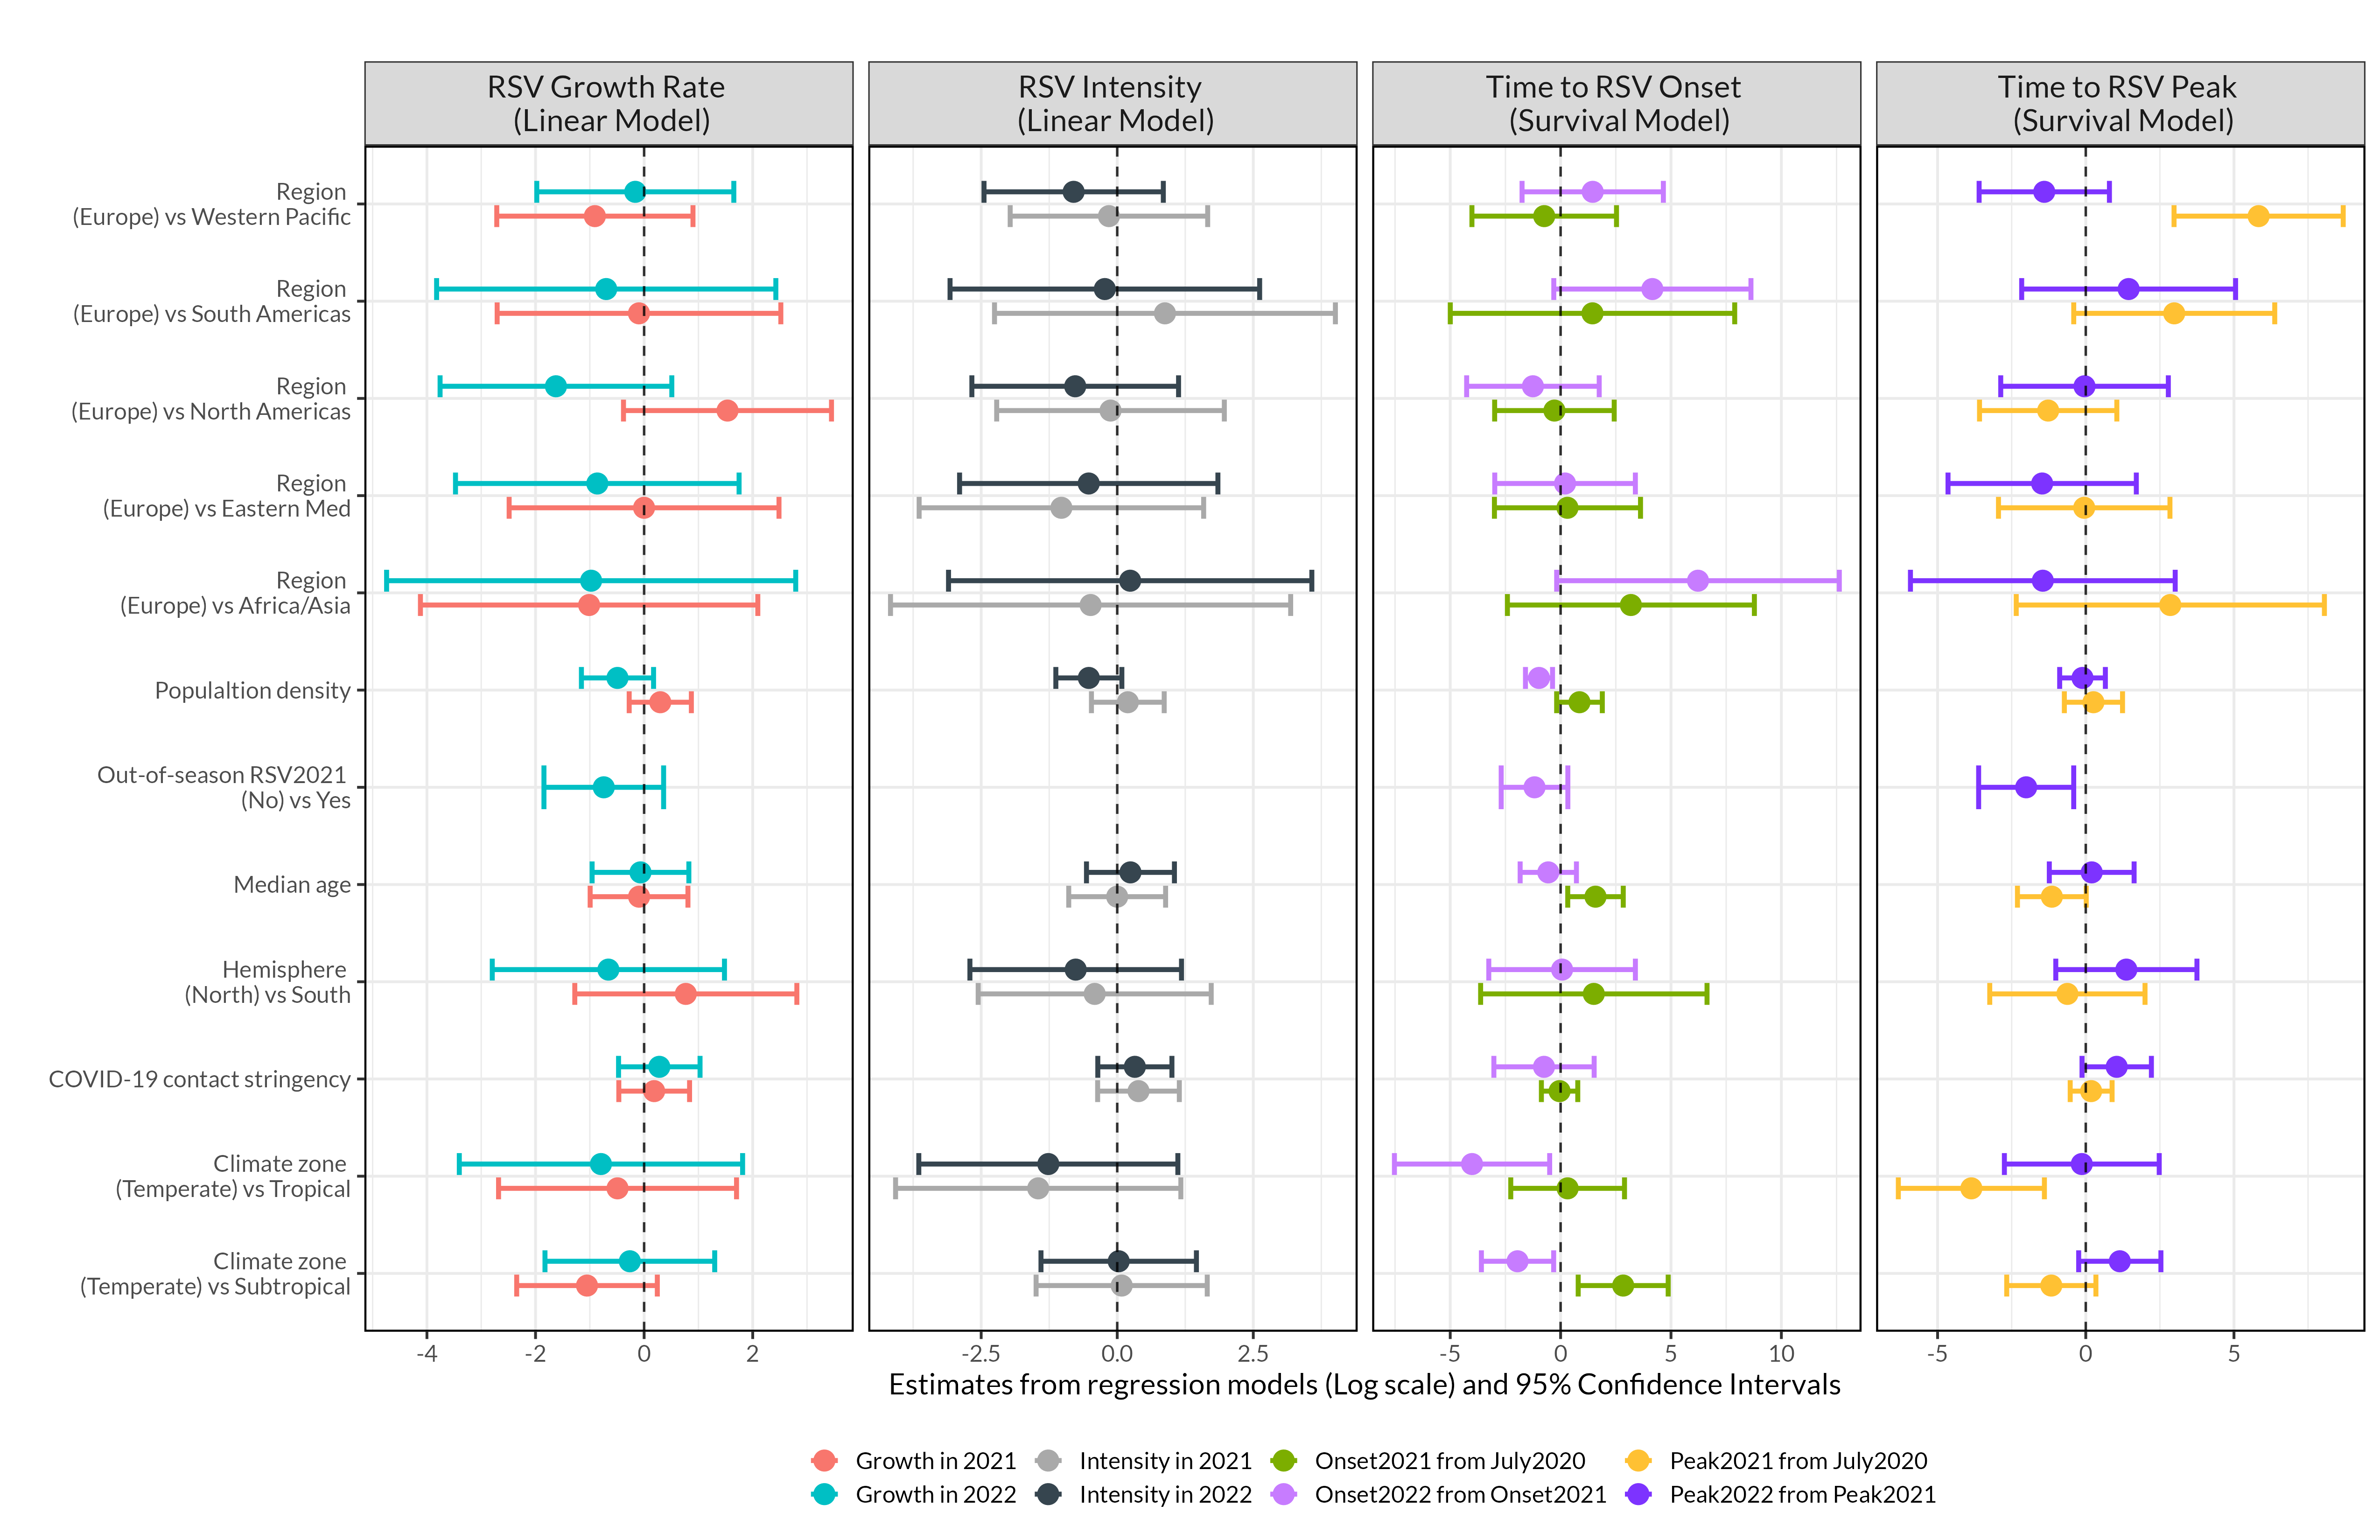 RSV Growth Rate
(Linear Model)
RSV Intensity
(Linear Model)
Time to RSV Onset
(Survival Model)
Time to RSV Peak
(Survival Model)
Region
(Europe) vs Western Pacific
Region
(Europe) vs South Americas
Region
(Europe) vs North Americas
Region
(Europe) vs Eastern Med
Region
(Europe) vs Africa/Asia
Populaltion density
Out-of-season RSV2021
(No) vs Yes
Median age
Hemisphere
(North) vs South
COVID-19 contact stringency
Climate zone
(Temperate) vs Tropical
Climate zone
(Temperate) vs Subtropical
-4 -2 0 2
-2.5 0.0 2.5
-5 0 5 10
-5 0 5
Estimates from regression models (Log scale) and 95% Confidence Intervals
Growth in 2021 Intensity in 2021 Onset2021 from July2020 Peak2021 from July2020
Growth in 2022 Intensity in 2022 Onset2022 from Onset2021 Peak2022 from Peak2021